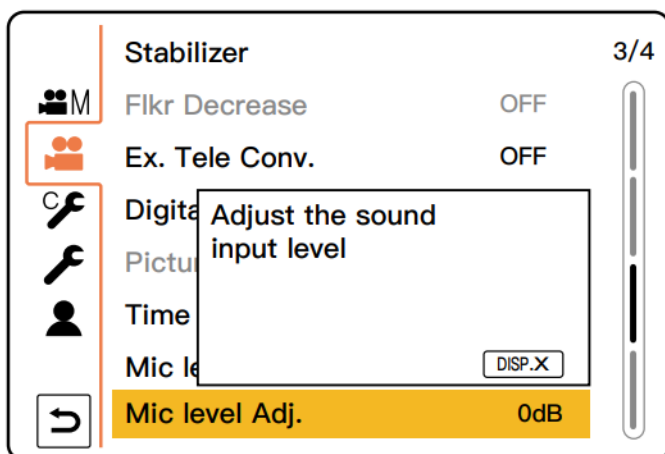 Stabilizer 3/4
M Flkr Decrease OFF
Ex. Tele Conv. OFF
C Digita
Adjust the sound
input level
Pictur
Time
Mic le
DISP.X
Mic level Adj. 0dB